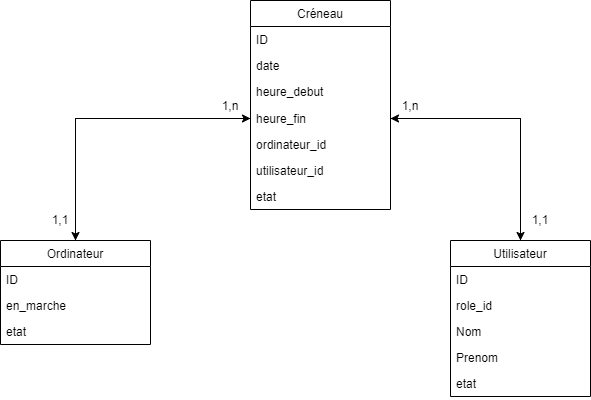 Créneau
ID
date
heure_debut
heure_fin
ordinateur_id
utilisateur_id
etat
1,n
1,n
1,1
1,1
Ordinateur
ID
en_marche
etat
Utilisateur
ID
role_id
Nom
Prenom
etat